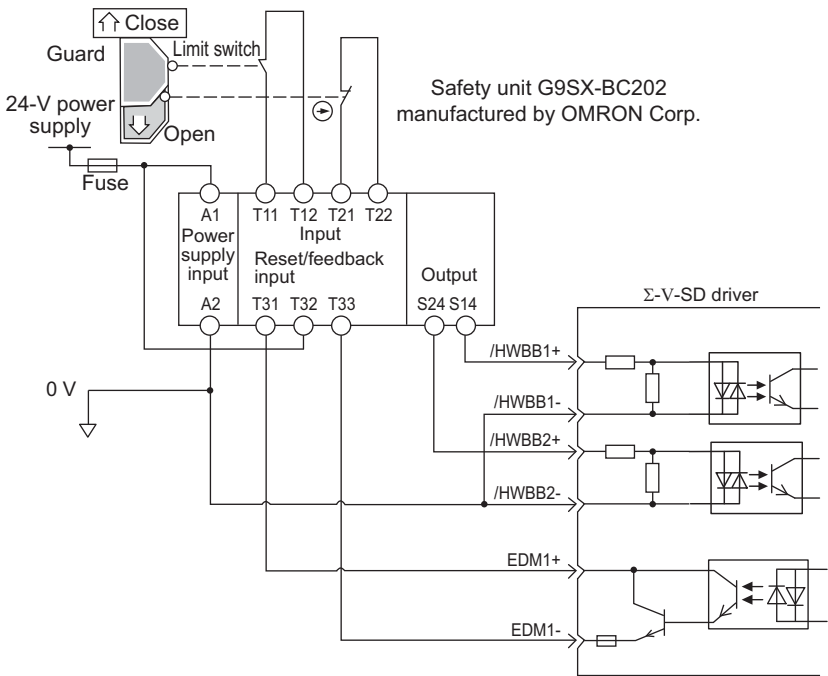 Close
Guard
Limit switch
24-V power
supply
Open
Fuse
Safety unit G9SX-BC202
manufactured by OMRON Corp.
A1
T11
T12
T21
T22
Power
supply
input
Input
Reset/feedback
input
Output
A2
T31
T32
T33
S24
S14
Σ-V-SD driver
0 V
/HWBB1+
/HWBB1-
/HWBB2+
/HWBB2-
EDM1+
EDM1-